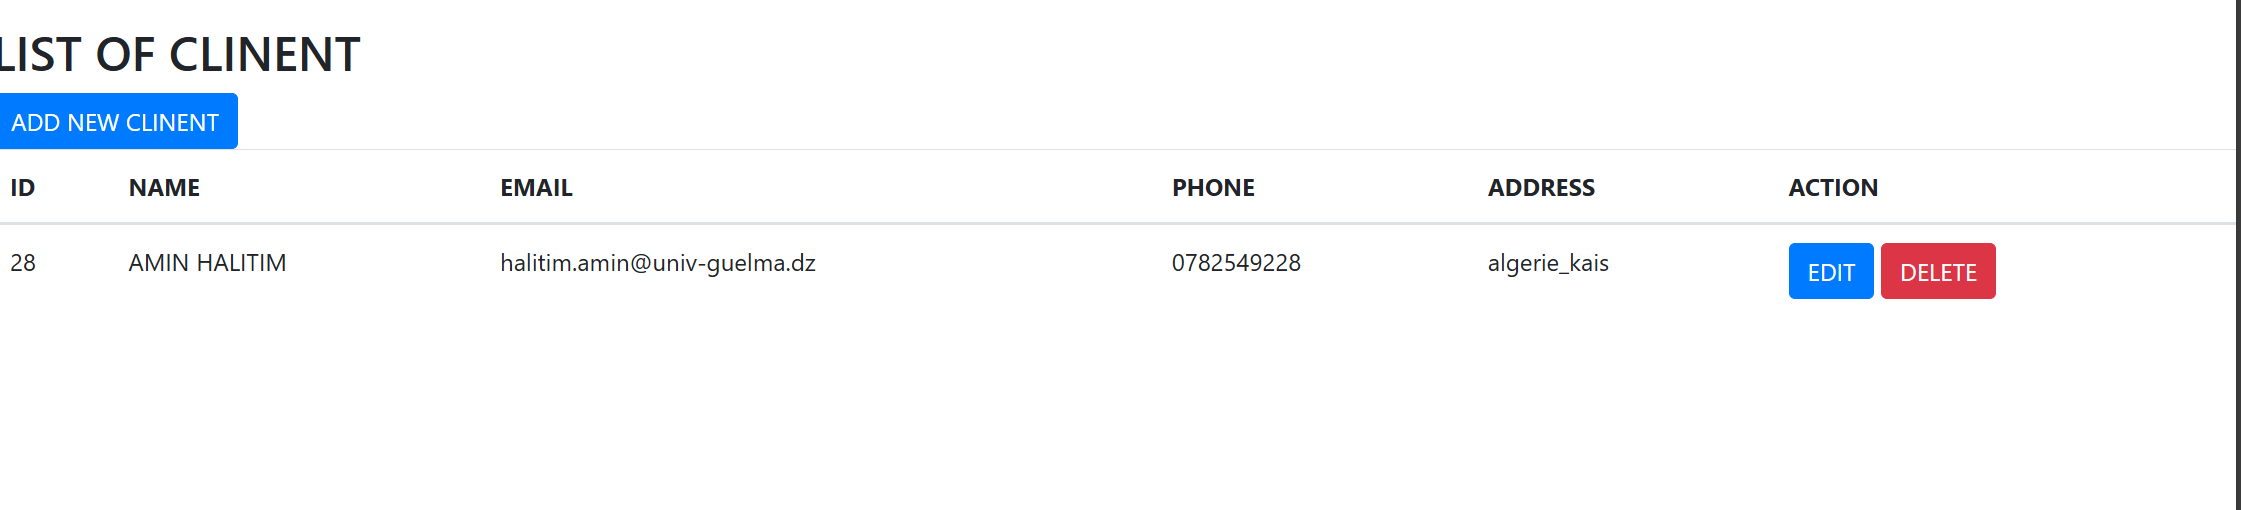 LIST OF CLINENT
ADD NEW CLINENT
ID NAME EMAIL PHONE ADDRESS ACTION
28 AMIN HALITIM halitim.amin@univ-guelma.dz 0782549228 algerie_kais EDIT DELETE